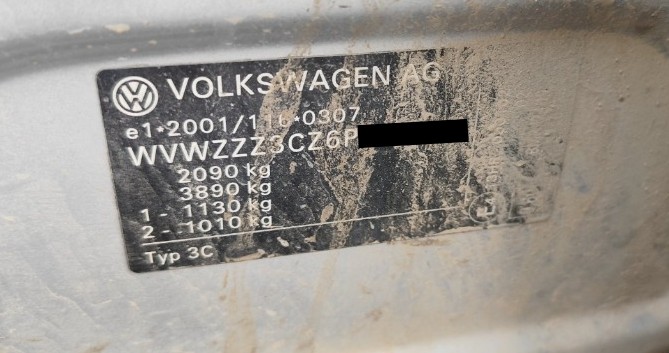 VOLKSWAGEN AG
e1*2001/116*0307
WVWZZZ3CZ6P
2090 kg
3890 kg
1 - 1130 kg
2 - 1010 kg
Typ 3C